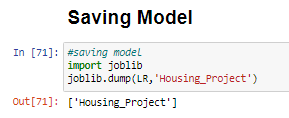 Saving Model
In [71]: #saving model
import joblib
joblib.dump(LR,'Housing_Project')
Out[71]: ['Housing_Project']